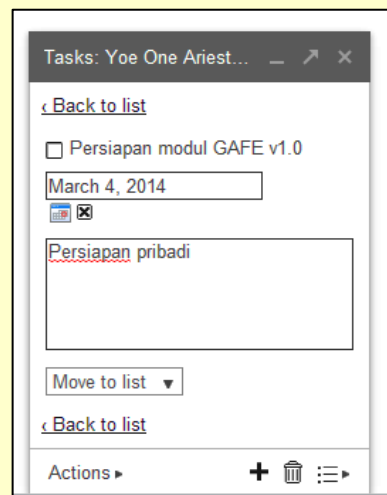 Tasks: Yoe One Ariest...
‹ Back to list
Persiapan modul GAFE v1.0
March 4, 2014
Persiapan pribadi
Move to list
‹ Back to list
Actions